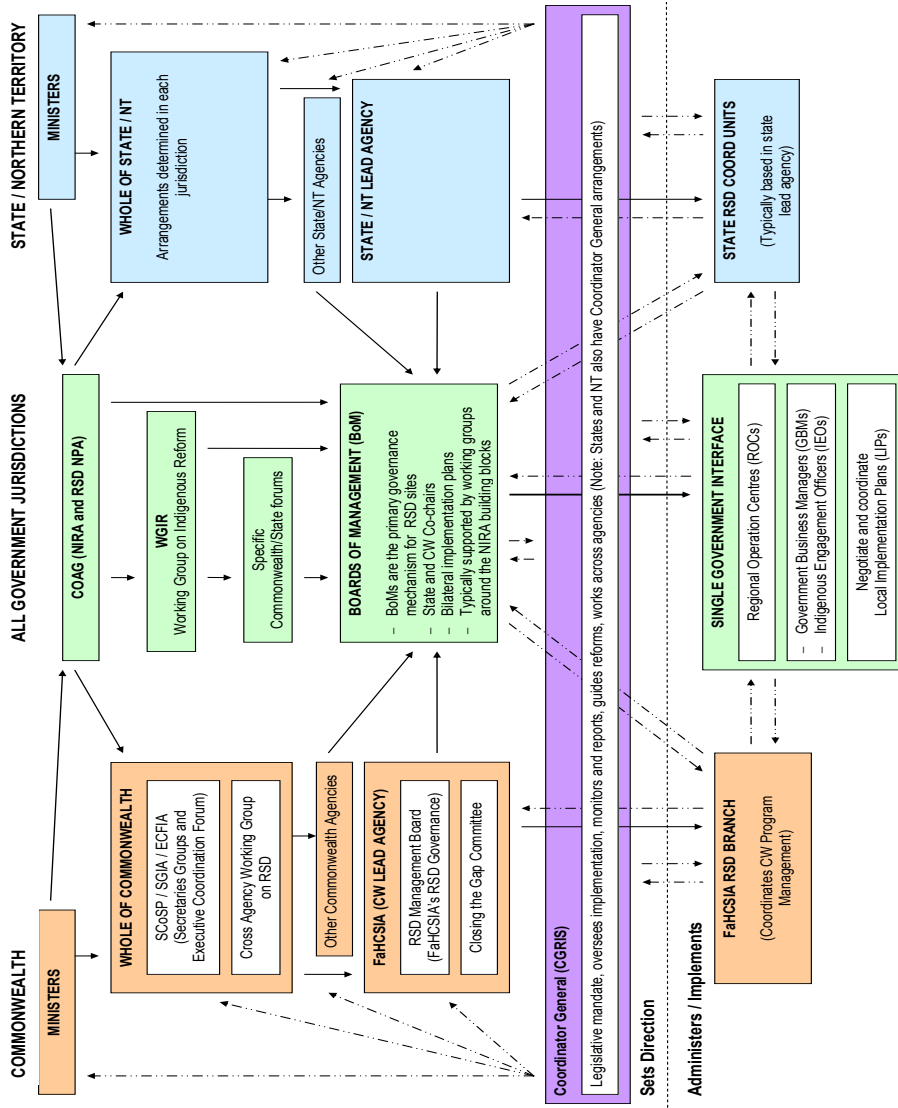 COMMONWEALTH
ALL GOVERNMENT JURISDICTIONS
STATE / NORTHERN TERRITORY
MINISTERS
COAG (NIRA and RSD NPA)
MINISTERS
WHOLE OF COMMONWEALTH
SCoSP / SGIA / ECFIA
(Secretaries Groups and
Executive Coordination Forum)
Cross Agency Working Group
on RSD
WGIR
Working Group on Indigenous Reform
Specific
Commonwealth/State forums
WHOLE OF STATE / NT
Arrangements determined in each
jurisdiction
Other Commonwealth Agencies
Other State/NT Agencies
FaHCSIA (CW LEAD AGENCY)
RSD Management Board
(FaHCSIA's RSD Governance)
Closing the Gap Committee
BOARDS OF MANAGEMENT (BoM)
– BoMs are the primary governance
mechanism for RSD sites
– State and CW Co-chairs
– Bilateral implementation plans
– Typically supported by working groups
around the NIRA building blocks
STATE / NT LEAD AGENCY
Coordinator General (CGRIS)
Legislative mandate, oversees implementation, monitors and reports, guides reforms, works across agencies (Note: States and NT also have Coordinator General arrangements)
Sets Direction
Administers / Implements
FaHCSIA RSD BRANCH
(Coordinates CW Program
Management)
SINGLE GOVERNMENT INTERFACE
Regional Operation Centres (ROCs)
– Government Business Managers (GBMs)
– Indigenous Engagement Officers (IEOs)
Negotiate and coordinate
Local Implementation Plans (LIPs)
STATE RSD COORD UNITS
(Typically based in state
lead agency)